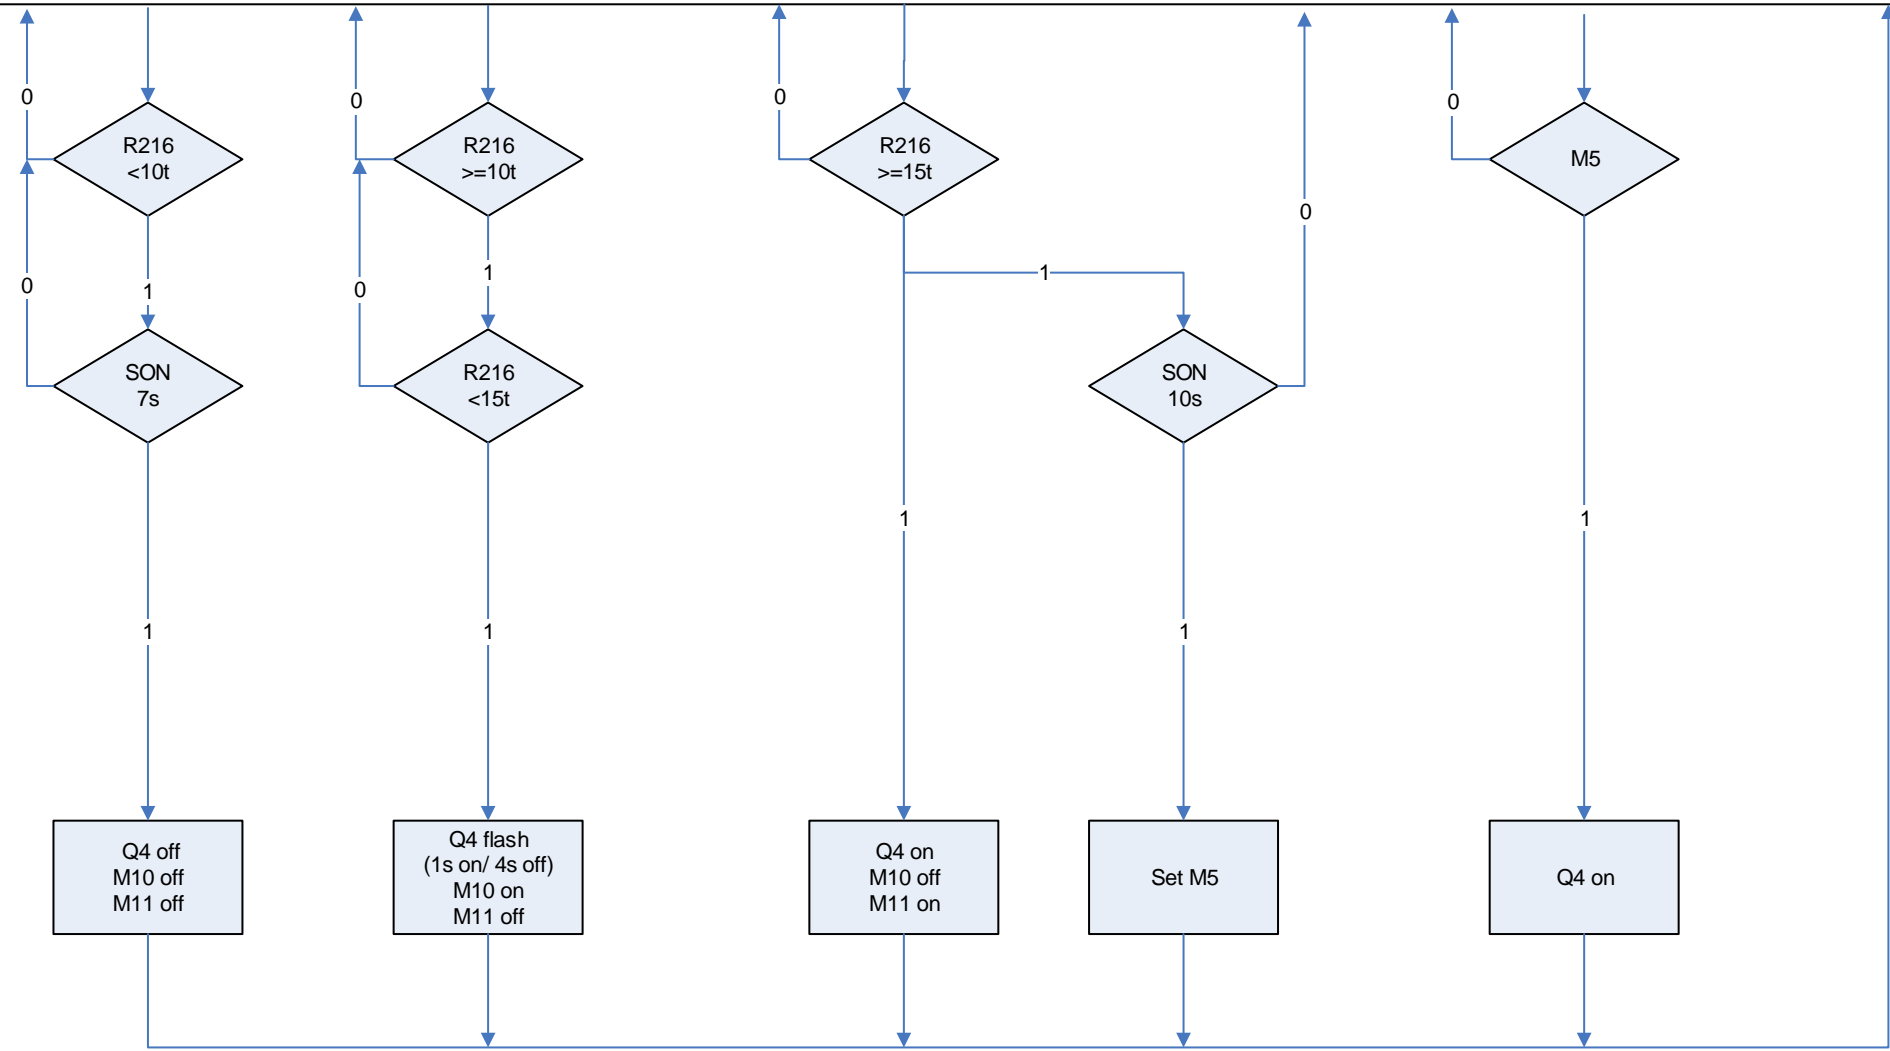 0
0
0
0
R216
<10t
R216
>=10t
R216
>=15t
M5
0
1
1
0
0
1
SON
7s
R216
<15t
SON
10s
1
1
1
1
1
Q4 off
M10 off
M11 off
Q4 flash
(1s on/ 4s off)
M10 on
M11 off
Q4 on
M10 off
M11 on
Set M5
Q4 on